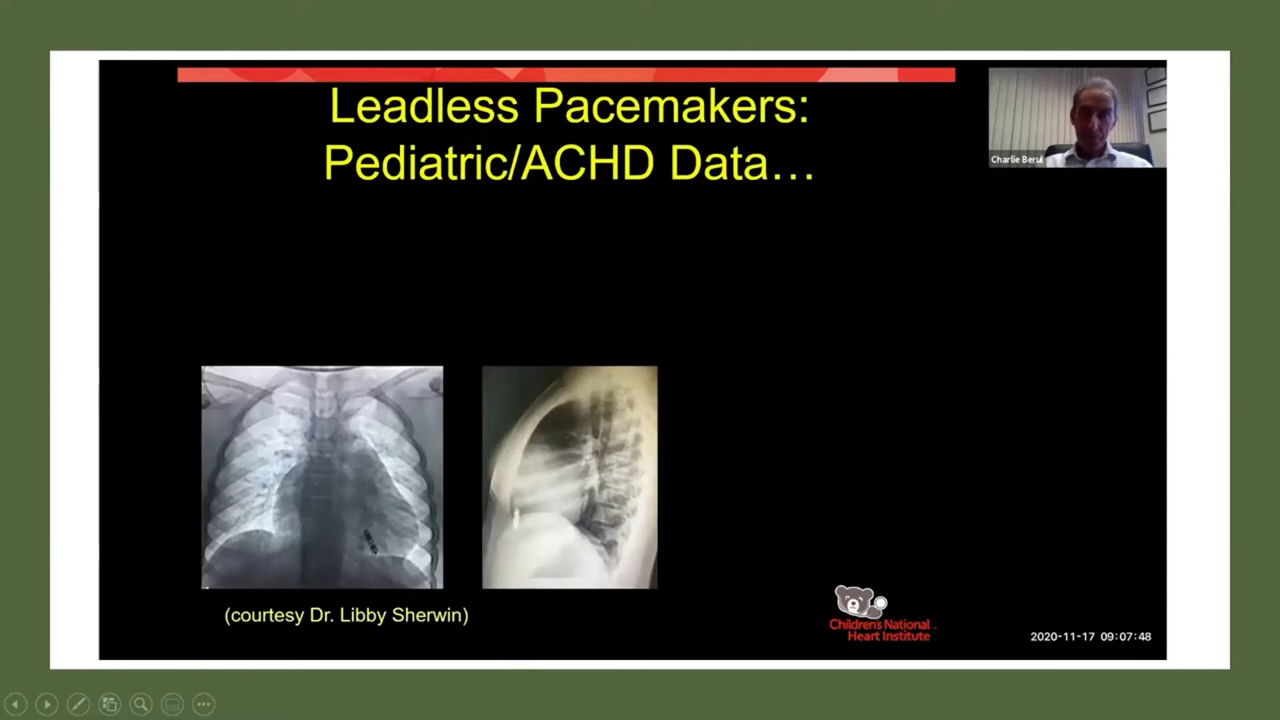 Leadless Pacemakers:
Pediatric/ACHD Data…
Charlie Berul
(courtesy Dr. Libby Sherwin)
Children's National
Heart Institute
2020-11-17 09:07:48